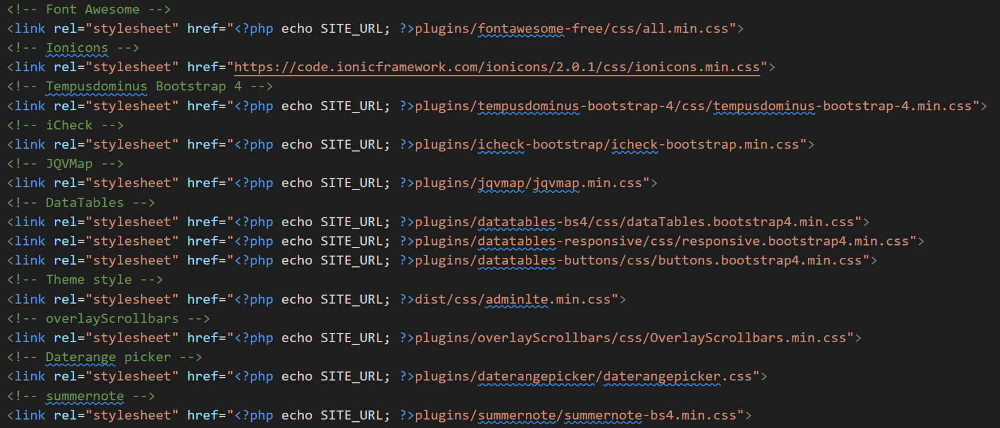 <!-- Font Awesome -->
<link rel="stylesheet" href="<?php echo SITE_URL; ?>plugins/fontawesome-free/css/all.min.css">
<!-- Ionicons -->
<link rel="stylesheet" href="https://code.ionicframework.com/ionicons/2.0.1/css/ionicons.min.css">
<!-- Tempusdominus Bootstrap 4 -->
<link rel="stylesheet" href="<?php echo SITE_URL; ?>plugins/tempusdominus-bootstrap-4/css/tempusdominus-bootstrap-4.min.css">
<!-- iCheck -->
<link rel="stylesheet" href="<?php echo SITE_URL; ?>plugins/icheck-bootstrap/icheck-bootstrap.min.css">
<!-- JQVMap -->
<link rel="stylesheet" href="<?php echo SITE_URL; ?>plugins/jqvmap/jqvmap.min.css">
<!-- DataTables -->
<link rel="stylesheet" href="<?php echo SITE_URL; ?>plugins/datatables-bs4/css/dataTables.bootstrap4.min.css">
<link rel="stylesheet" href="<?php echo SITE_URL; ?>plugins/datatables-responsive/css/responsive.bootstrap4.min.css">
<link rel="stylesheet" href="<?php echo SITE_URL; ?>plugins/datatables-buttons/css/buttons.bootstrap4.min.css">
<!-- Theme style -->
<link rel="stylesheet" href="<?php echo SITE_URL; ?>dist/css/adminlte.min.css">
<!-- overlayScrollbars -->
<link rel="stylesheet" href="<?php echo SITE_URL; ?>plugins/overlayScrollbars/css/OverlayScrollbars.min.css">
<!-- Daterange picker -->
<link rel="stylesheet" href="<?php echo SITE_URL; ?>plugins/daterangepicker/daterangepicker.css">
<!-- summernote -->
<link rel="stylesheet" href="<?php echo SITE_URL; ?>plugins/summernote/summernote-bs4.min.css">